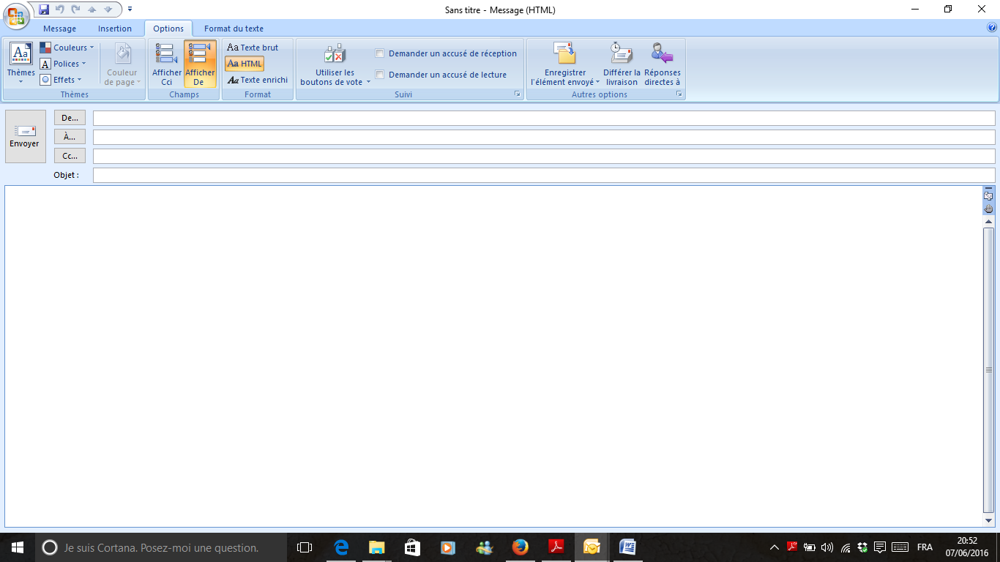 Sans titre - Message (HTML)
Message Insertion Options Format du texte
Thèmes
Couleurs
Polices
Effets
Couleur
de page
Thèmes
Afficher
Cci
Afficher
De
Champs
Aa Texte brut
Aa HTML
Aa Texte enrichi
Format
Utiliser les
boutons de vote
Demander un accusé de réception
Demander un accusé de lecture
Suivi
Enregistrer
l'élément envoyé
Différer la
livraison
Réponses
directes à
Autres options
Envoyer
De...
À...
Cc...
Objet :
Je suis Cortana. Posez-moi une question.
FRA
20:52
07/06/2016